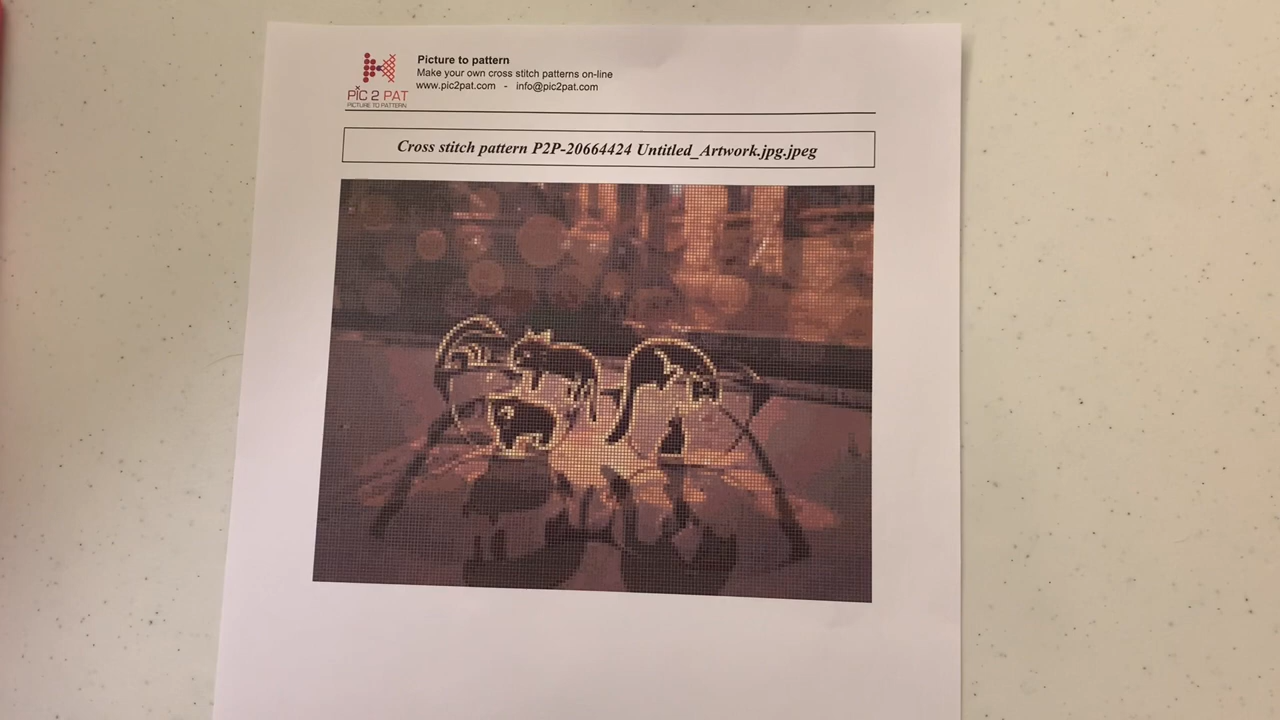 Picture to pattern
Make your own cross stitch patterns on-line
www.pic2pat.com - info@pic2pat.com
PIC 2 PAT
PICTURE TO PATTERN
Cross stitch pattern P2P-20664424 Untitled_Artwork.jpg.jpeg